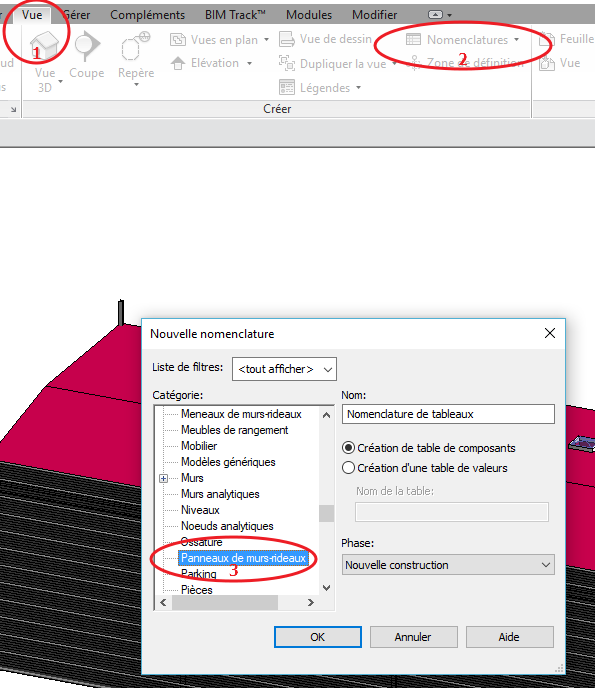 Vue Gérer Compléments BIM Track™ Modules Modifier
1
Vues en plan
Vue de dessin
Nomenclatures
Feuille
2
Vue 3D
Coupe
Repère
Élévation
Dupliquer la vue
Zone de définition
Vue
Légendes
Créer
Nouvelle nomenclature
Liste de filtres: <tout afficher>
Catégorie:
Meneaux de murs-rideaux
Meubles de rangement
Mobilier
Modèles génériques
Murs
Murs analytiques
Niveaux
Noeuds analytiques
Ossature
Panneaux de murs-rideaux
3
Parking
Pièces
Nom:
Nomenclature de tableaux
Création de table de composants
Création d'une table de valeurs
Nom de la table:
Phase:
Nouvelle construction
OK Annuler Aide